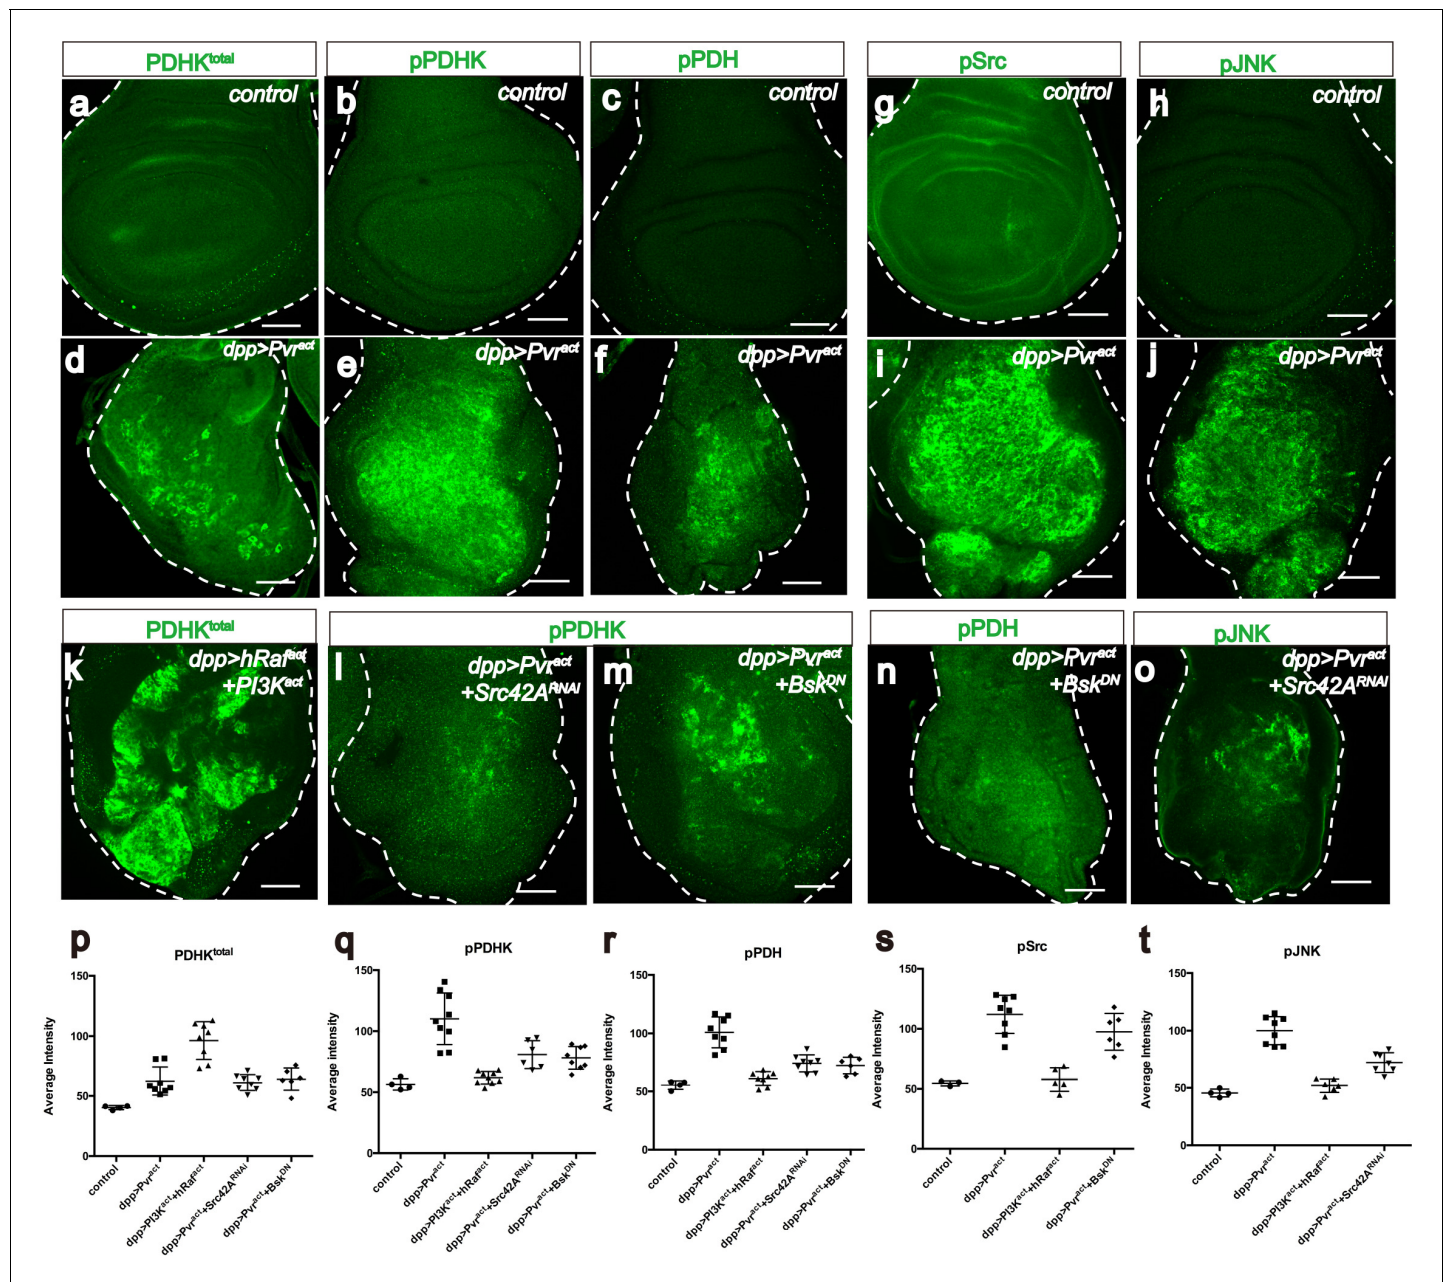 PDHKtotal
pPDHK
pPDH
pSrc
pJNK
a
control
b
control
c
control
g
control
h
control
d
dpp>Pvract
e
dpp>Pvract
f
dpp>Pvract
i
dpp>Pvract
j
dpp>Pvract
PDHKtotal
pPDHK
pPDH
pJNK
k
dpp>hRafact
+PI3Kact
l
dpp>Pvract
+Src42ARNAi
m
dpp>Pvract
+BskDN
n
dpp>Pvract
+BskDN
o
dpp>Pvract
+Src42ARNAi
p
PDHKtotal
Average Intensity
150
100
50
0
control
dpp>Pvract
dpp>PI3Kact+hRafact
dpp>Pvract+Src42ARNAi
dpp>Pvract+BskDN
q
pPDHK
Average intensity
150
100
50
0
control
dpp>Pvract
dpp>PI3Kact+hRafact
dpp>Pvract+Src42ARNAi
dpp>Pvract+BskDN
r
pPDH
Average Intensity
150
100
50
0
control
dpp>Pvract
dpp>PI3Kact+hRafact
dpp>Pvract+Src42ARNAi
dpp>Pvract+BskDN
s
pSrc
Average Intensity
150
100
50
0
control
dpp>Pvract
dpp>PI3Kact+hRafact
dpp>Pvract+BskDN
t
pJNK
Average Intensity
150
100
50
0
control
dpp>Pvract
dpp>PI3Kact+hRafact
dpp>Pvract+Src42ARNAi